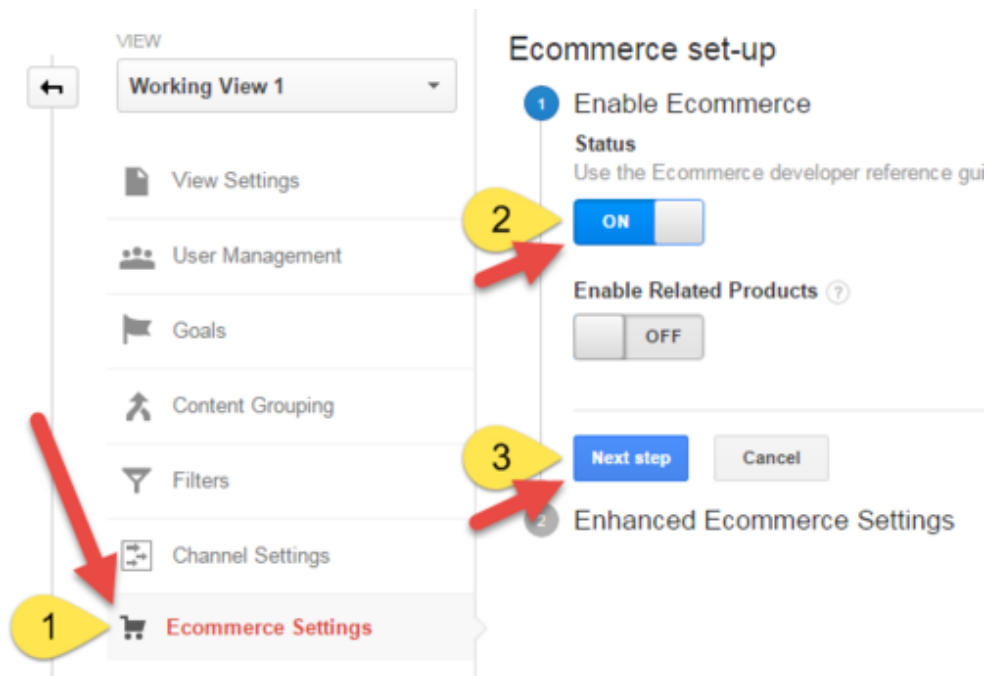 VIEW
Working View 1
View Settings
User Management
Goals
Content Grouping
Filters
Channel Settings
1
Ecommerce Settings
Ecommerce set-up
1
Enable Ecommerce
Status
Use the Ecommerce developer reference gui
2
ON
Enable Related Products ?
OFF
3
Next step
Cancel
2
Enhanced Ecommerce Settings